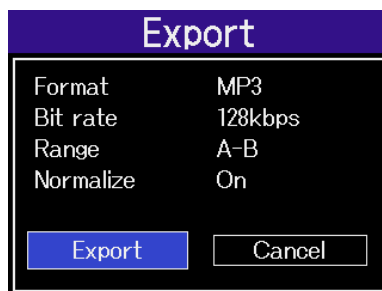 Export
Format MP3
Bit rate 128kbps
Range A-B
Normalize On
Export Cancel